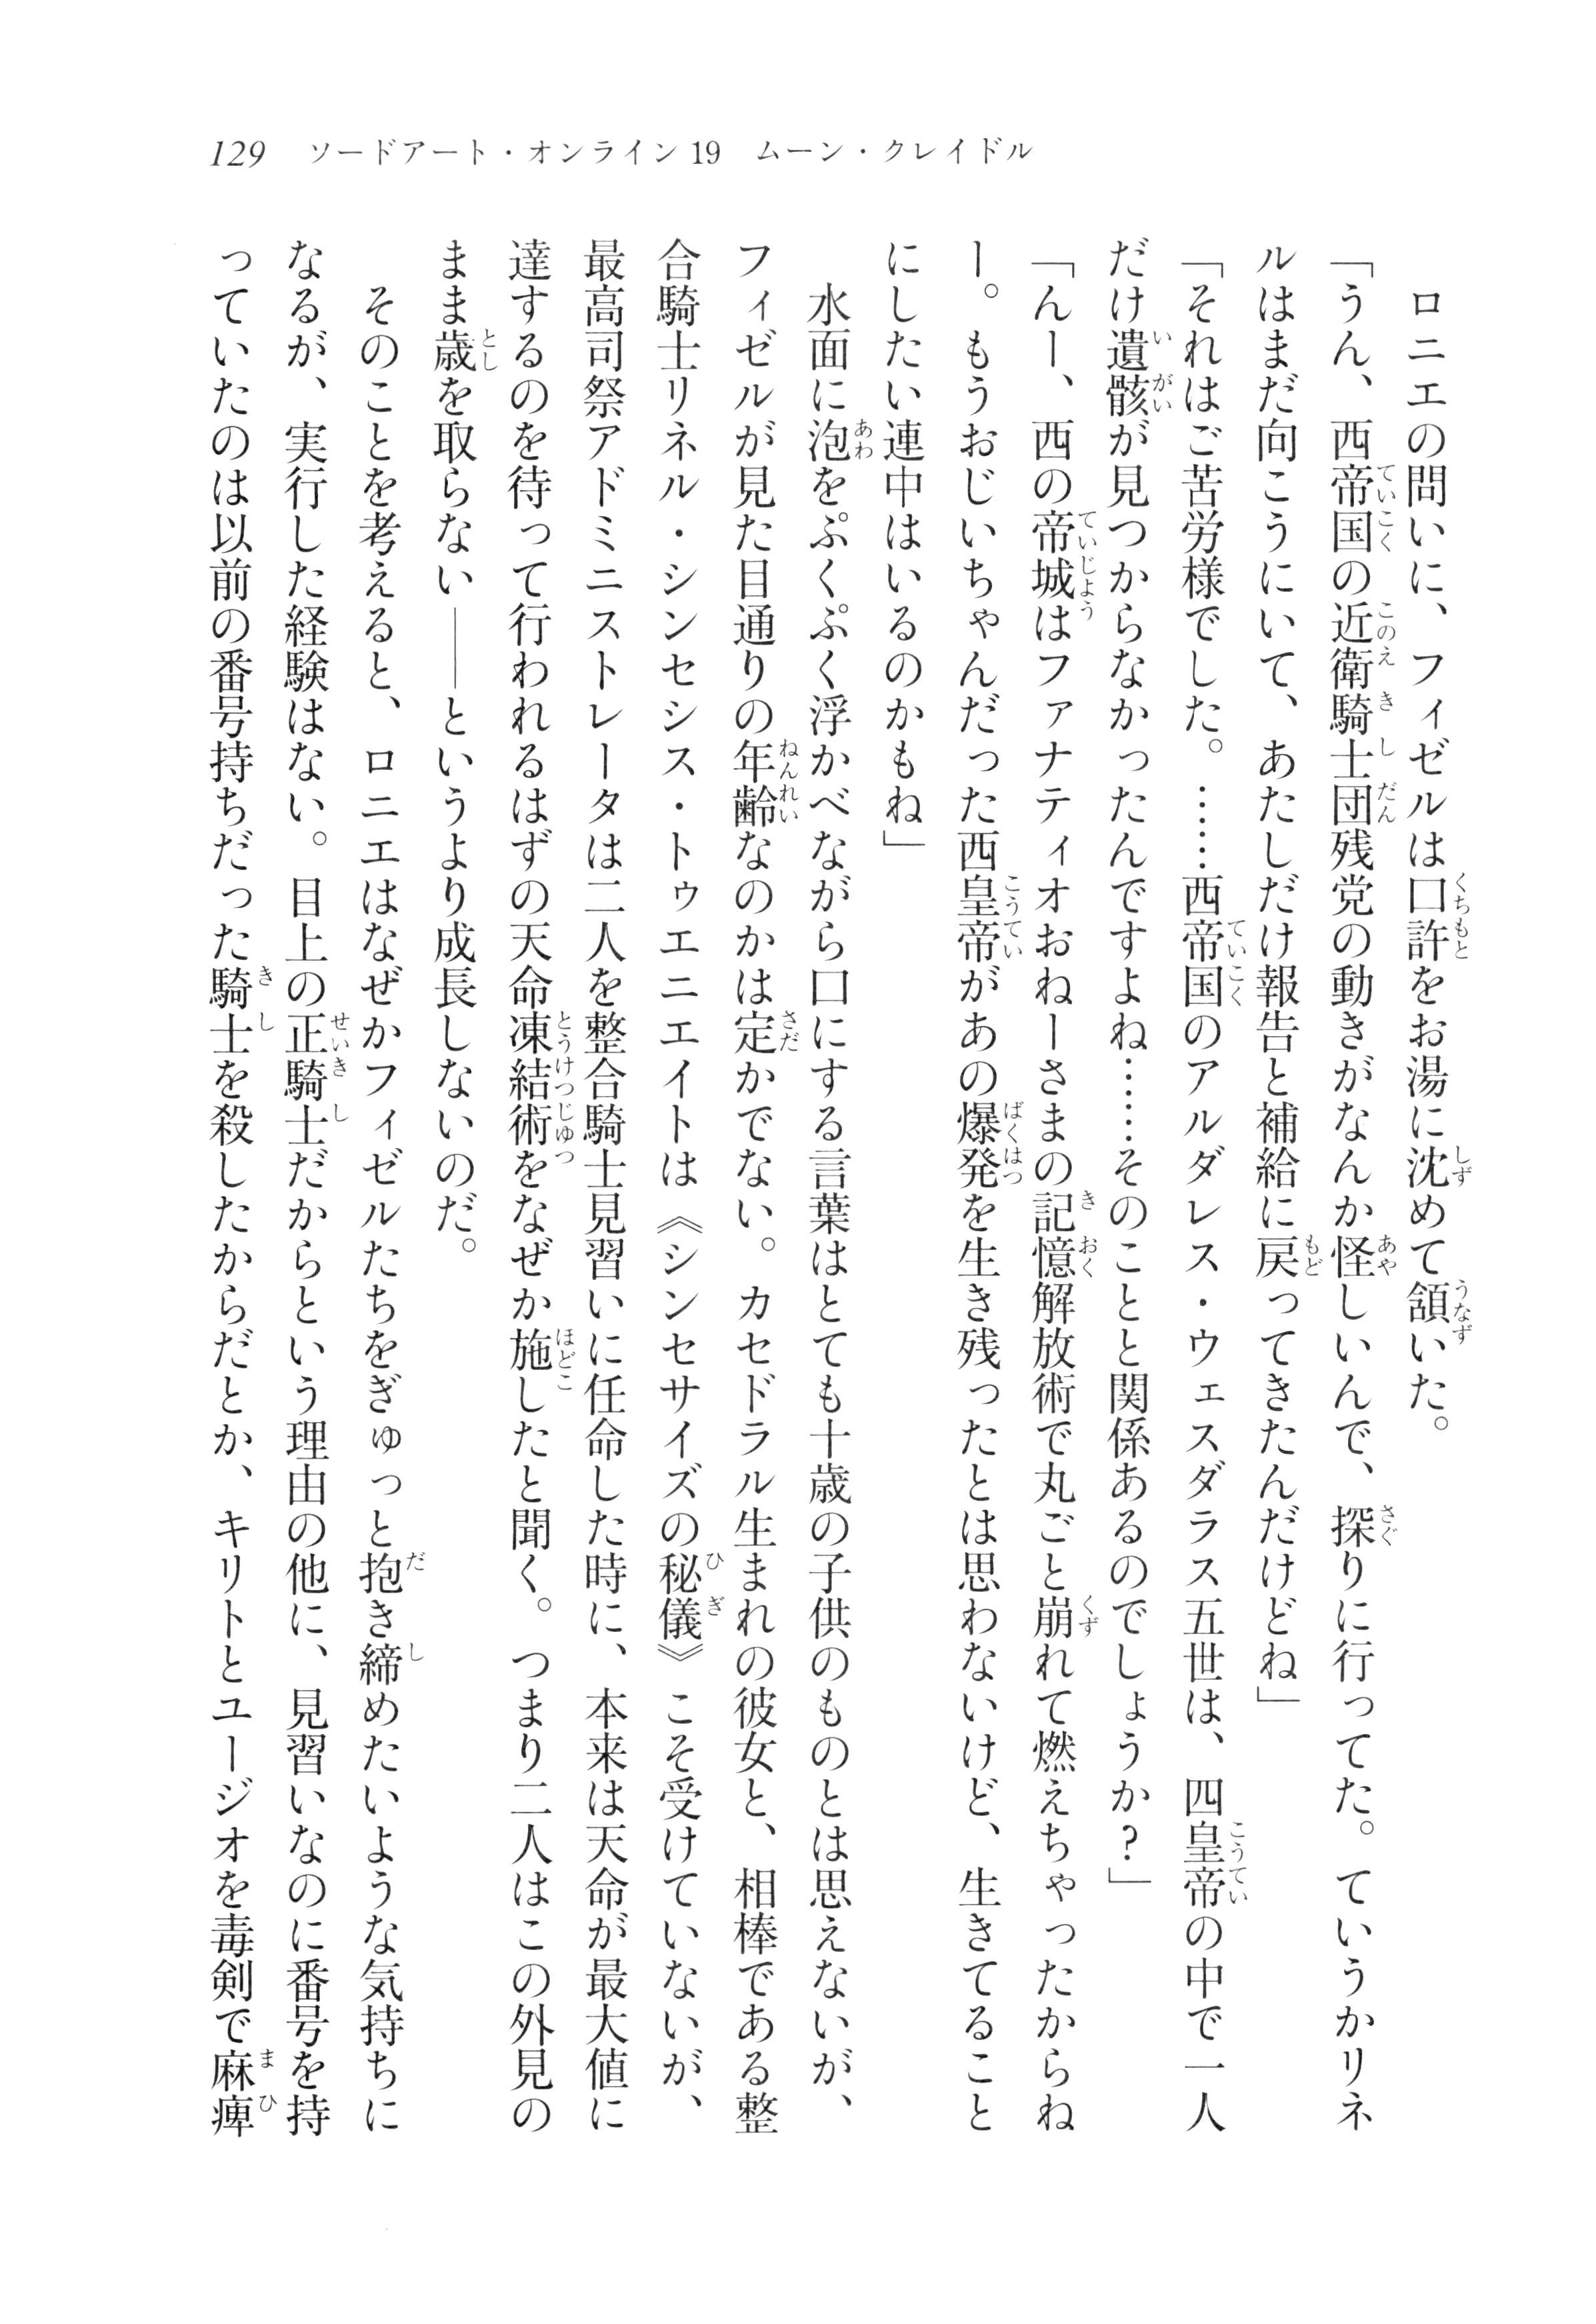 129　ソードアート・オンライン19　ムーン・クレイドル
　ロニエの問いに、フィゼルは口許をお湯に沈めて頷いた。
「うん、西帝国の近衛騎士団残党の動きがなんか怪しいんで、探りに行ってた。ていうかリネ
ルはまだ向こうにいて、あたしだけ報告と補給に戻ってきたんだけどね」
「それはご苦労様でした。……西帝国のアルダレス・ウェスダラス五世は、四皇帝の中で一人
だけ遺骸が見つからなかったんですよね……そのことと関係あるのでしょうか？」
「んー、西の帝城はファナティオおねーさまの記憶解放術で丸ごと崩れて燃えちゃったからね
ー。もうおじいちゃんだった西皇帝があの爆発を生き残ったとは思わないけど、生きてること
にしたい連中はいるのかもね」
　水面に泡をぷくぷく浮かべながら口にする言葉はとても十歳の子供のものとは思えないが、
フィゼルが見た目通りの年齢なのかは定かでない。カセドラル生まれの彼女と、相棒である整
合騎士リネル・シンセシス・トゥエニエイトは《シンセサイズの秘儀》こそ受けていないが、
最高司祭アドミニストレータは二人を整合騎士見習いに任命した時に、本来は天命が最大値に
達するのを待って行われるはずの天命凍結術をなぜか施したと聞く。つまり二人はこの外見の
まま歳を取らない――というより成長しないのだ。
　そのことを考えると、ロニエはなぜかフィゼルたちをぎゅっと抱き締めたいような気持ちに
なるが、実行した経験はない。目上の正騎士だからという理由の他に、見習いなのに番号を持
っていたのは以前の番号持ちだった騎士を殺したからだとか、キリトとユージオを毒剣で麻痺